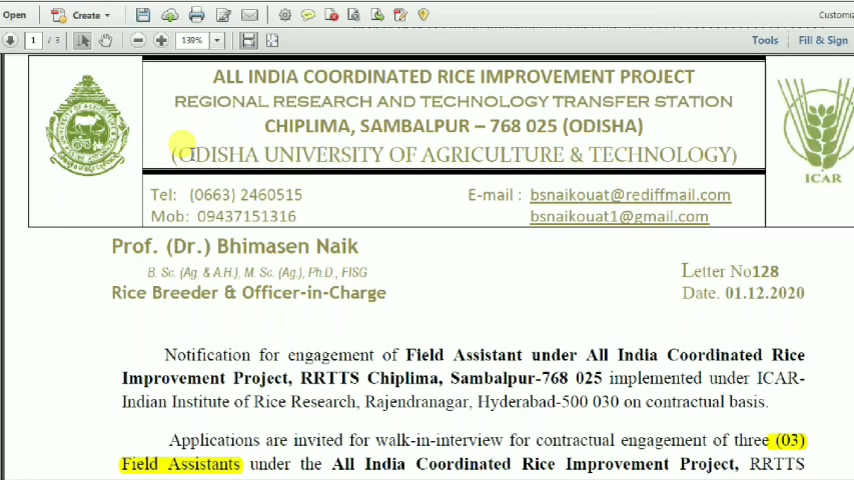 Open Create Customiz
1 / 3 139% Tools Fill & Sign
ALL INDIA COORDINATED RICE IMPROVEMENT PROJECT
REGIONAL RESEARCH AND TECHNOLOGY TRANSFER STATION
CHIPLIMA, SAMBALPUR – 768 025 (ODISHA)
(ODISHA UNIVERSITY OF AGRICULTURE & TECHNOLOGY)
ICAR
Tel: (0663) 2460515 E-mail : bsnaikouat@rediffmail.com
Mob: 09437151316 bsnaikouat1@gmail.com
Prof. (Dr.) Bhimasen Naik
B. Sc. (Ag. & A.H.), M. Sc. (Ag.), Ph.D., FISG Letter No128
Rice Breeder & Officer-in-Charge Date. 01.12.2020
Notification for engagement of Field Assistant under All India Coordinated Rice
Improvement Project, RRTTS Chiplima, Sambalpur-768 025 implemented under ICAR-
Indian Institute of Rice Research, Rajendranagar, Hyderabad-500 030 on contractual basis.
Applications are invited for walk-in-interview for contractual engagement of three (03)
Field Assistants under the All India Coordinated Rice Improvement Project, RRTTS